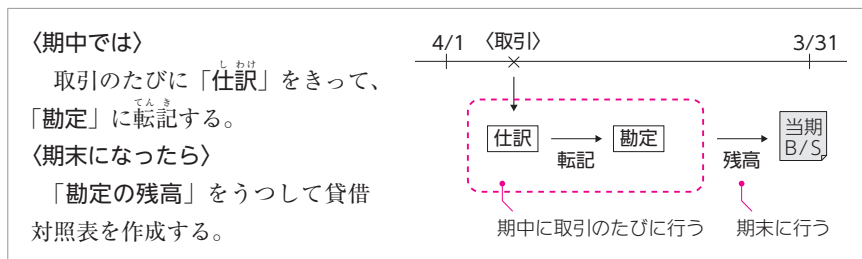 〈期中では〉
取引のたびに「仕訳」をきって、
「勘定」に転記する。
〈期末になったら〉
「勘定の残高」をうつして貸借
対照表を作成する。
4/1 〈取引〉 3/31
仕訳 転記 勘定 残高 当期 B/S
期中に取引のたびに行う 期末に行う